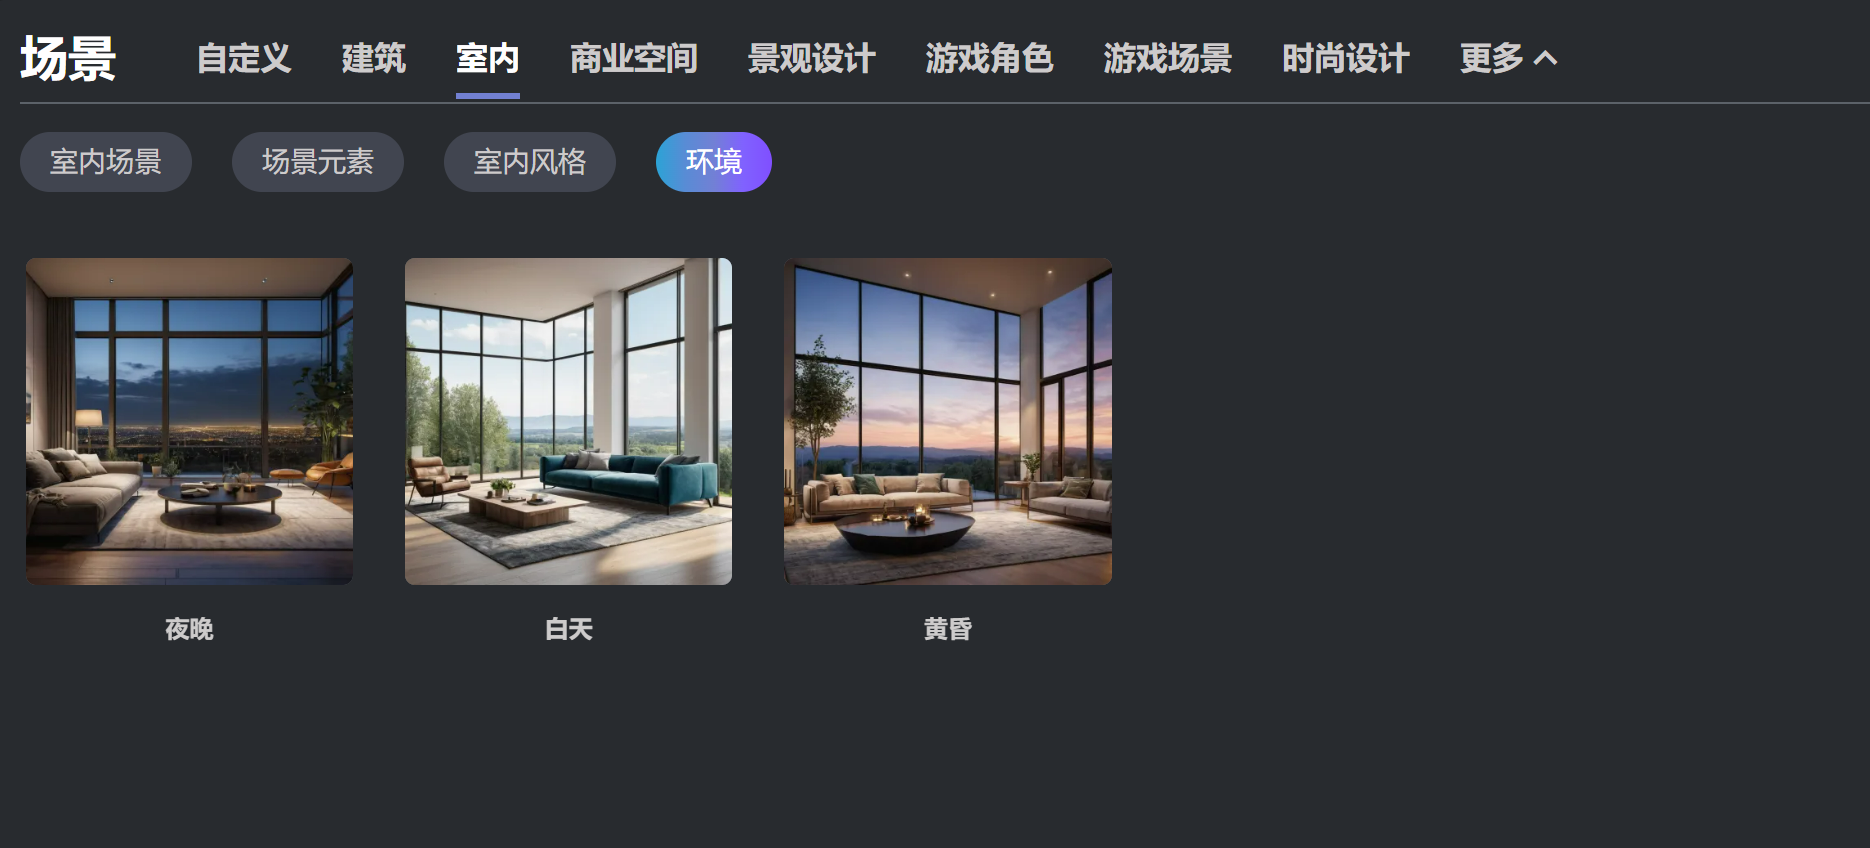 场景 自定义 建筑 室内 商业空间 景观设计 游戏角色 游戏场景 时尚设计 更多
室内场景 场景元素 室内风格 环境
夜晚 白天 黄昏